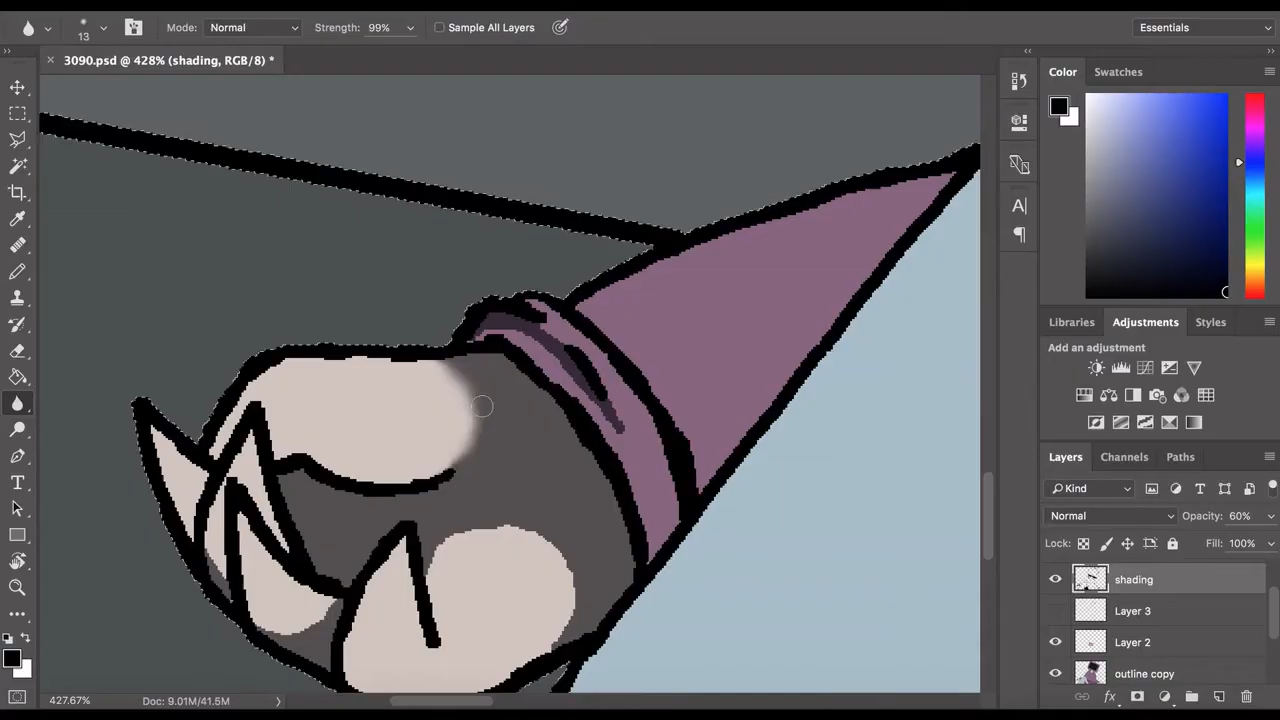 13
Mode:
Normal
Strength:
99%
Sample All Layers
Essentials
3090.psd @ 428% (shading, RGB/8) *
Color
Swatches
Libraries
Adjustments
Styles
Add an adjustment
Layers
Channels
Paths
Kind
Normal
Opacity: 60%
Lock:
Fill: 100%
shading
Layer 3
Layer 2
outline copy
427.67%
Doc: 9.01M/41.5M